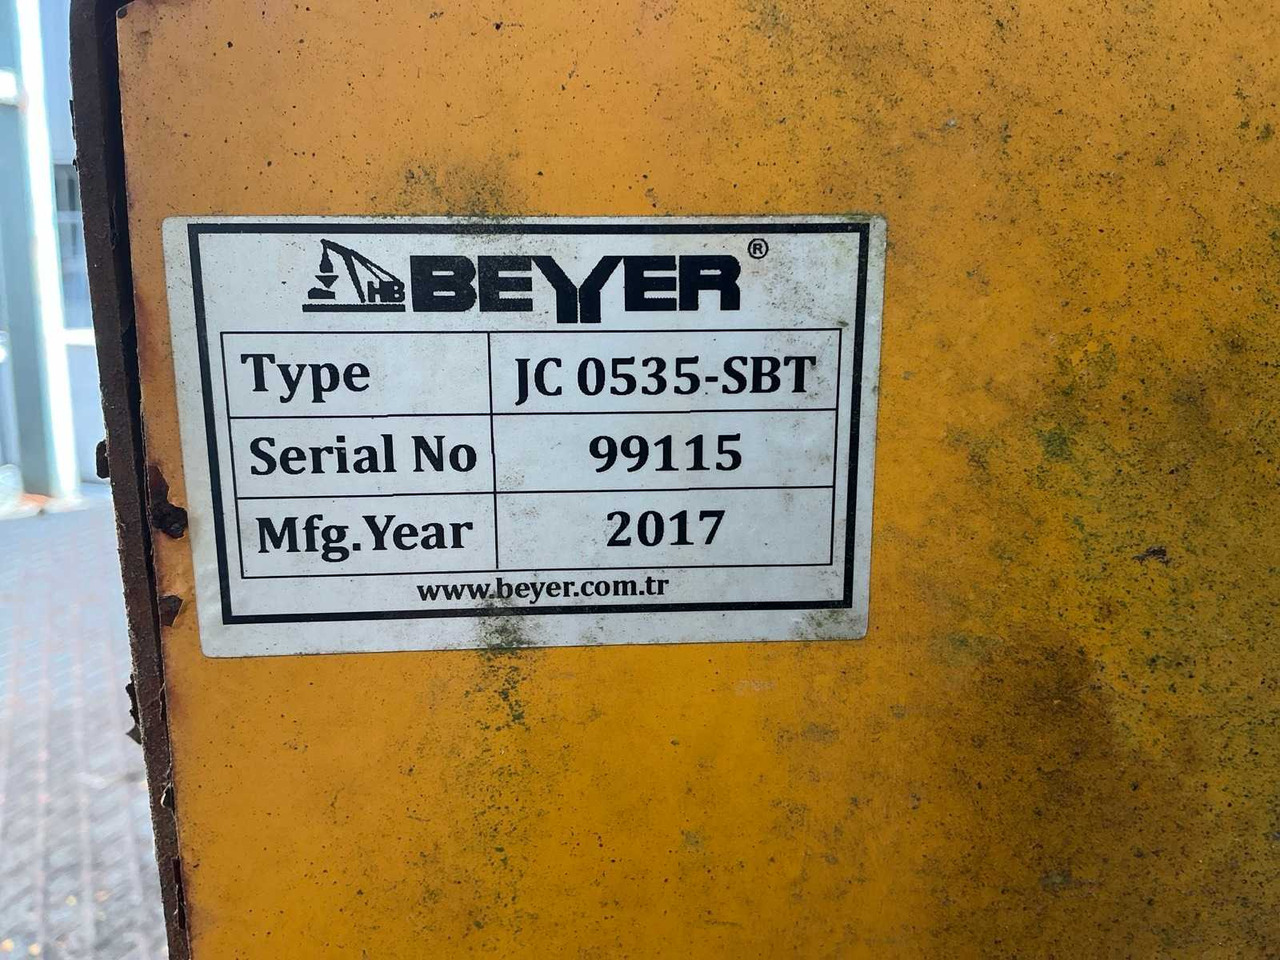 HB BEYER®
Type JC 0535-SBT
Serial No 99115
Mfg.Year 2017
www.beyer.com.tr